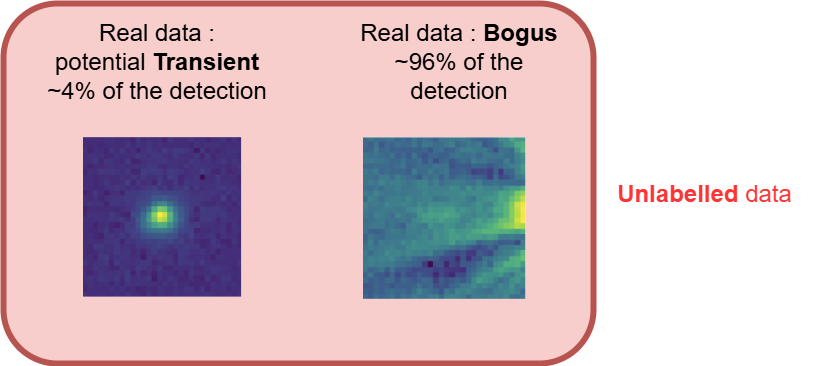 Real data :
potential Transient
~4% of the detection
Real data : Bogus
~96% of the
detection
Unlabelled data